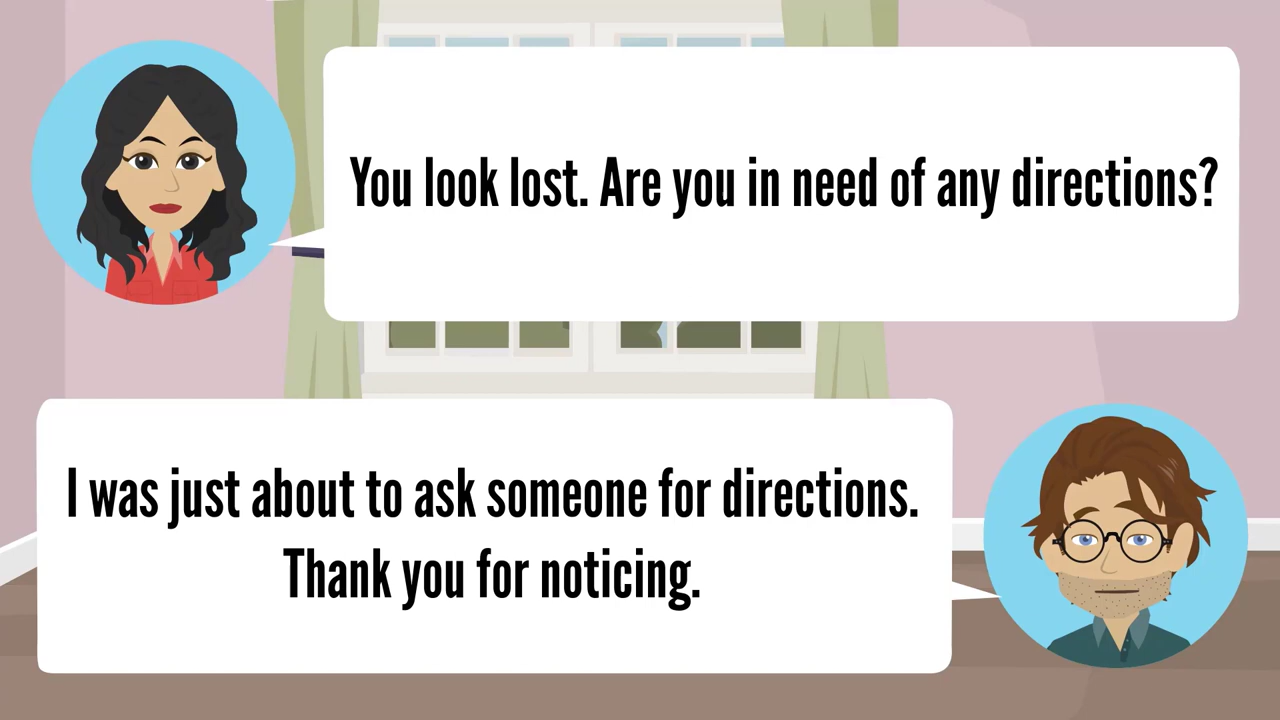 You look lost. Are you in need of any directions?
I was just about to ask someone for directions.
Thank you for noticing.